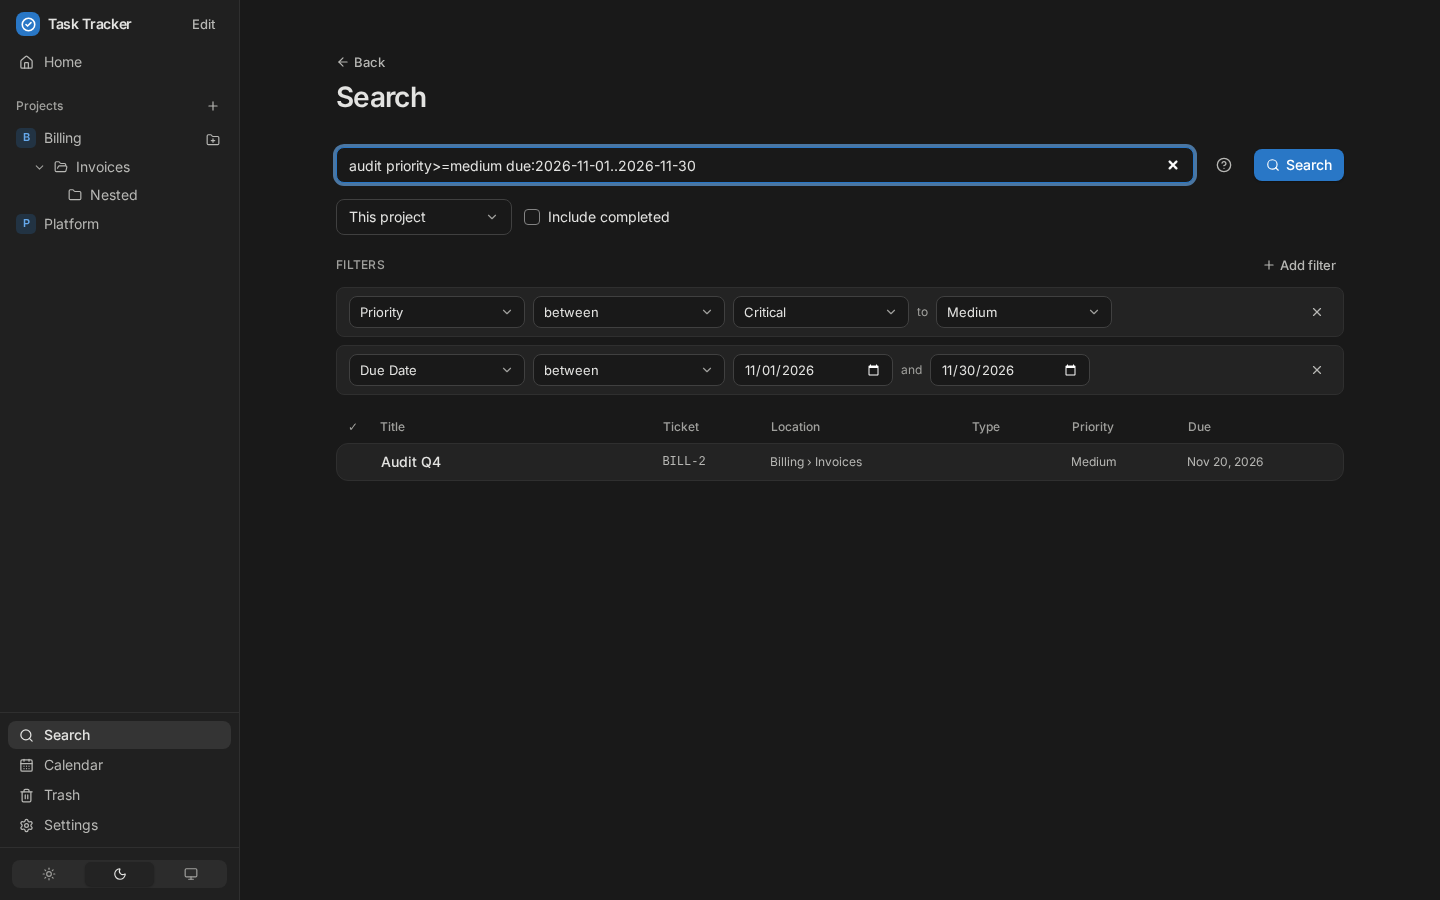 Task Tracker Edit
Home
Projects
B Billing
Invoices
Nested
P Platform
Search
Calendar
Trash
Settings
Back
Search
audit priority>=medium due:2026-11-01..2026-11-30
Search
This project
Include completed
FILTERS
Add filter
Priority between Critical to Medium
Due Date between 11/01/2026 and 11/30/2026
✓ Title Ticket Location Type Priority Due
Audit Q4 BILL-2 Billing › Invoices Medium Nov 20, 2026